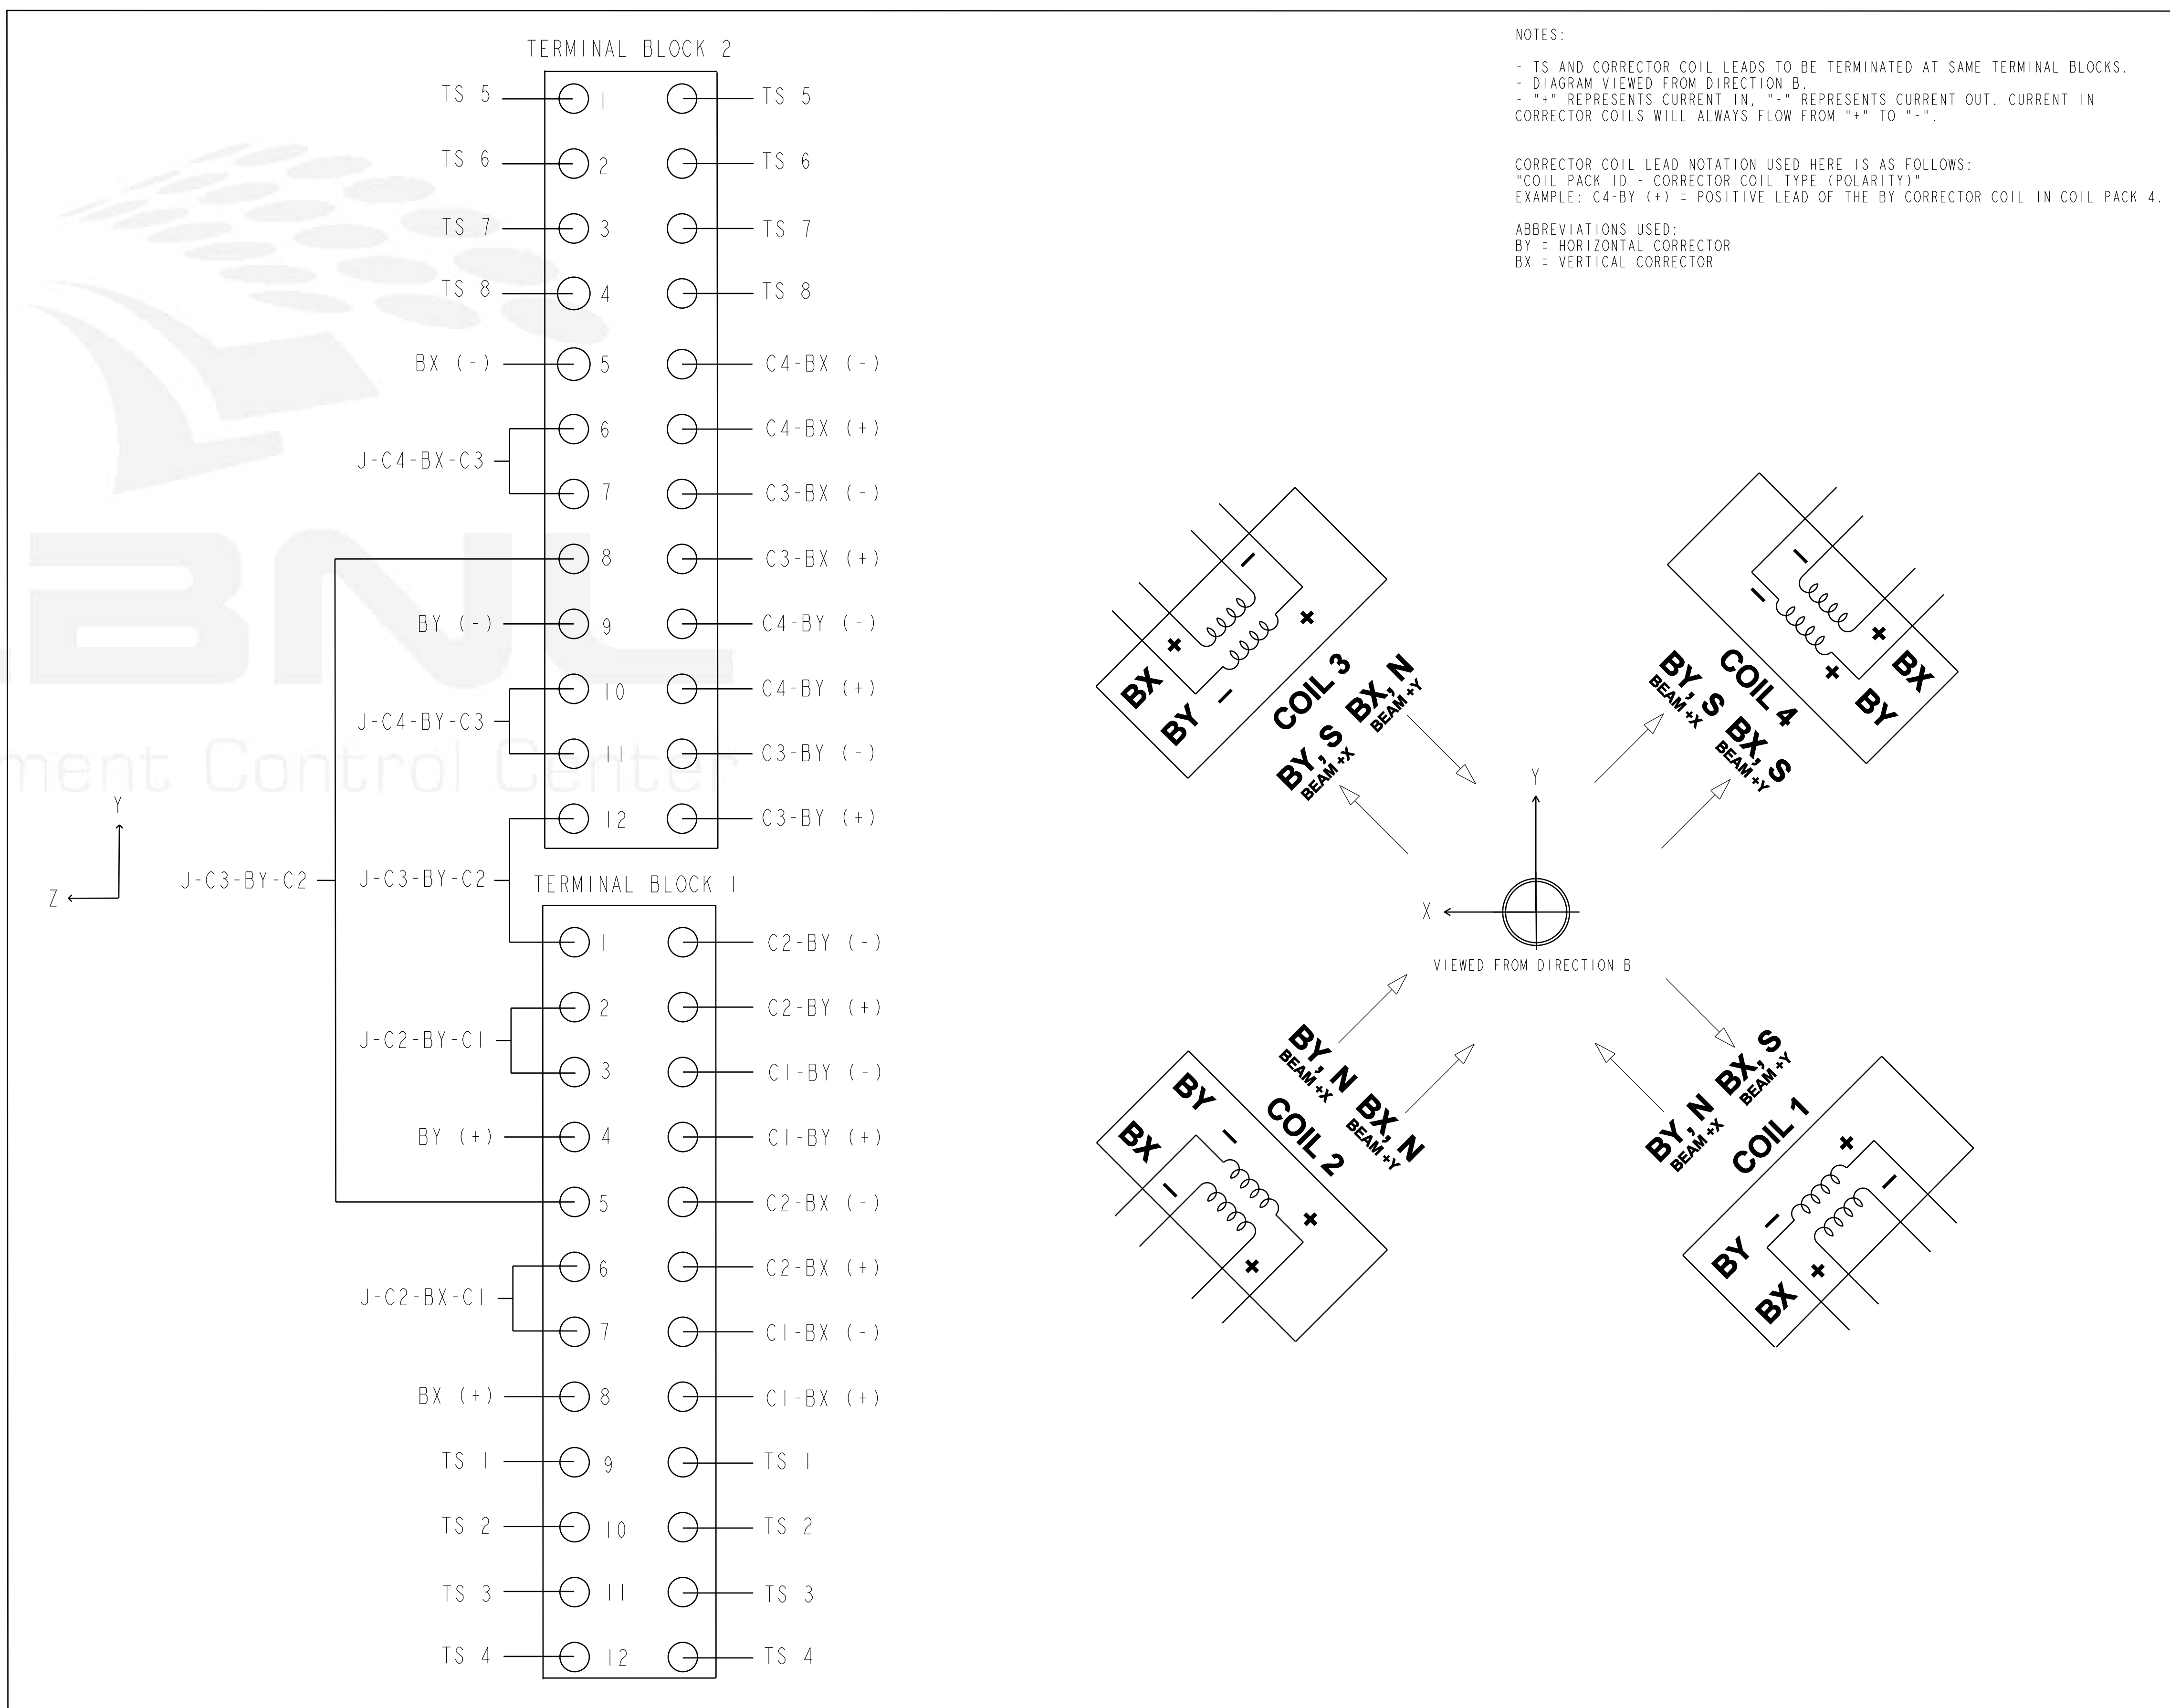 NOTES:
- TS AND CORRECTOR COIL LEADS TO BE TERMINATED AT SAME TERMINAL BLOCKS.
- DIAGRAM VIEWED FROM DIRECTION B.
- "+" REPRESENTS CURRENT IN, "-" REPRESENTS CURRENT OUT. CURRENT IN
CORRECTOR COILS WILL ALWAYS FLOW FROM "+" TO "-".
CORRECTOR COIL LEAD NOTATION USED HERE IS AS FOLLOWS:
"COIL PACK ID - CORRECTOR COIL TYPE (POLARITY)"
EXAMPLE: C4-BY (+) = POSITIVE LEAD OF THE BY CORRECTOR COIL IN COIL PACK 4.
ABBREVIATIONS USED:
BY = HORIZONTAL CORRECTOR
BX = VERTICAL CORRECTOR
TERMINAL BLOCK 2
TS 5 1 TS 5
TS 6 2 TS 6
TS 7 3 TS 7
TS 8 4 TS 8
BX (-) 5 C4-BX (-)
6 C4-BX (+)
J-C4-BX-C3
7 C3-BX (-)
8 C3-BX (+)
BY (-) 9 C4-BY (-)
10 C4-BY (+)
J-C4-BY-C3
11 C3-BY (-)
12 C3-BY (+)
J-C3-BY-C2 J-C3-BY-C2
TERMINAL BLOCK 1
1 C2-BY (-)
2 C2-BY (+)
J-C2-BY-C1
3 C1-BY (-)
BY (+) 4 C1-BY (+)
5 C2-BX (-)
6 C2-BX (+)
J-C2-BX-C1
7 C1-BX (-)
BX (+) 8 C1-BX (+)
TS 1 9 TS 1
TS 2 10 TS 2
TS 3 11 TS 3
TS 4 12 TS 4
Y
Z
BNL
ment Control Center
BX +
-
BY -
+
COIL 3
BY, S BX, N
BEAM +X BEAM +Y
-
+ BX
-
+ BY
COIL 4
BY, S BX, S
BEAM +X BEAM +Y
Y
X
VIEWED FROM DIRECTION B
BY, N BX, N
BEAM +X BEAM +Y
COIL 2
BY -
+
BX -
+
BY, N BX, S
BEAM +X BEAM +Y
COIL 1
BY -
+
BX +
-